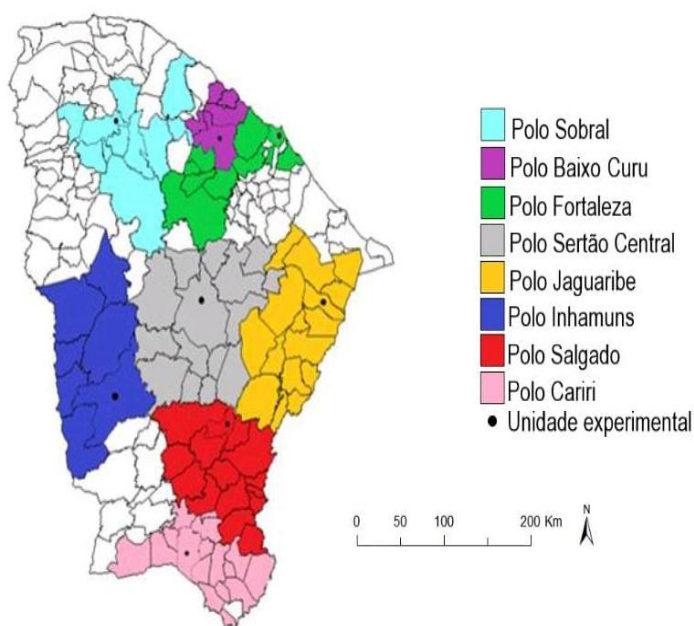 Polo Sobral
Polo Baixo Curu
Polo Fortaleza
Polo Sertão Central
Polo Jaguaribe
Polo Inhamuns
Polo Salgado
Polo Cariri
Unidade experimental
0 50 100 200 Km
N